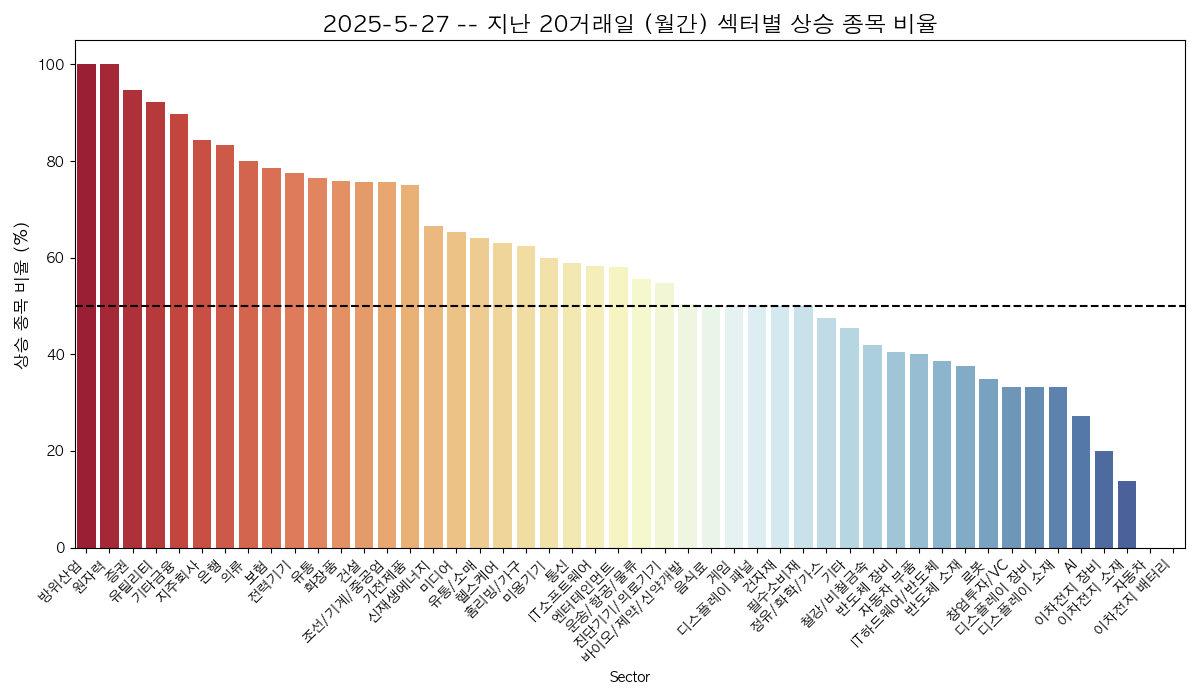 2025-5-27 -- 지난 20거래일 (월간) 섹터별 상승 종목 비율
상승 종목 비율 (%)
100
80
60
40
20
0
방위산업
원자력
증권
유틸리티
기타금융
지주회사
은행
의류
보험
전력기기
유통
화장품
건설
조선/기계/중공업
가전제품
신재생에너지
미디어
유통/소매
헬스케어
홈리빙/가구
미용기기
통신
IT소프트웨어
엔터테인먼트
운송/항공/물류
진단기기/의료기기
바이오/제약/신약개발
음식료
게임
디스플레이 패널
건자재
필수소비재
정유/화학/가스
기타
철강/비철금속
반도체 장비
자동차 부품
IT하드웨어/반도체
반도체 소재
로봇
창업투자/VC
디스플레이 장비
디스플레이 소재
AI
이차전지 장비
이차전지 소재
자동차
이차전지 배터리
Sector